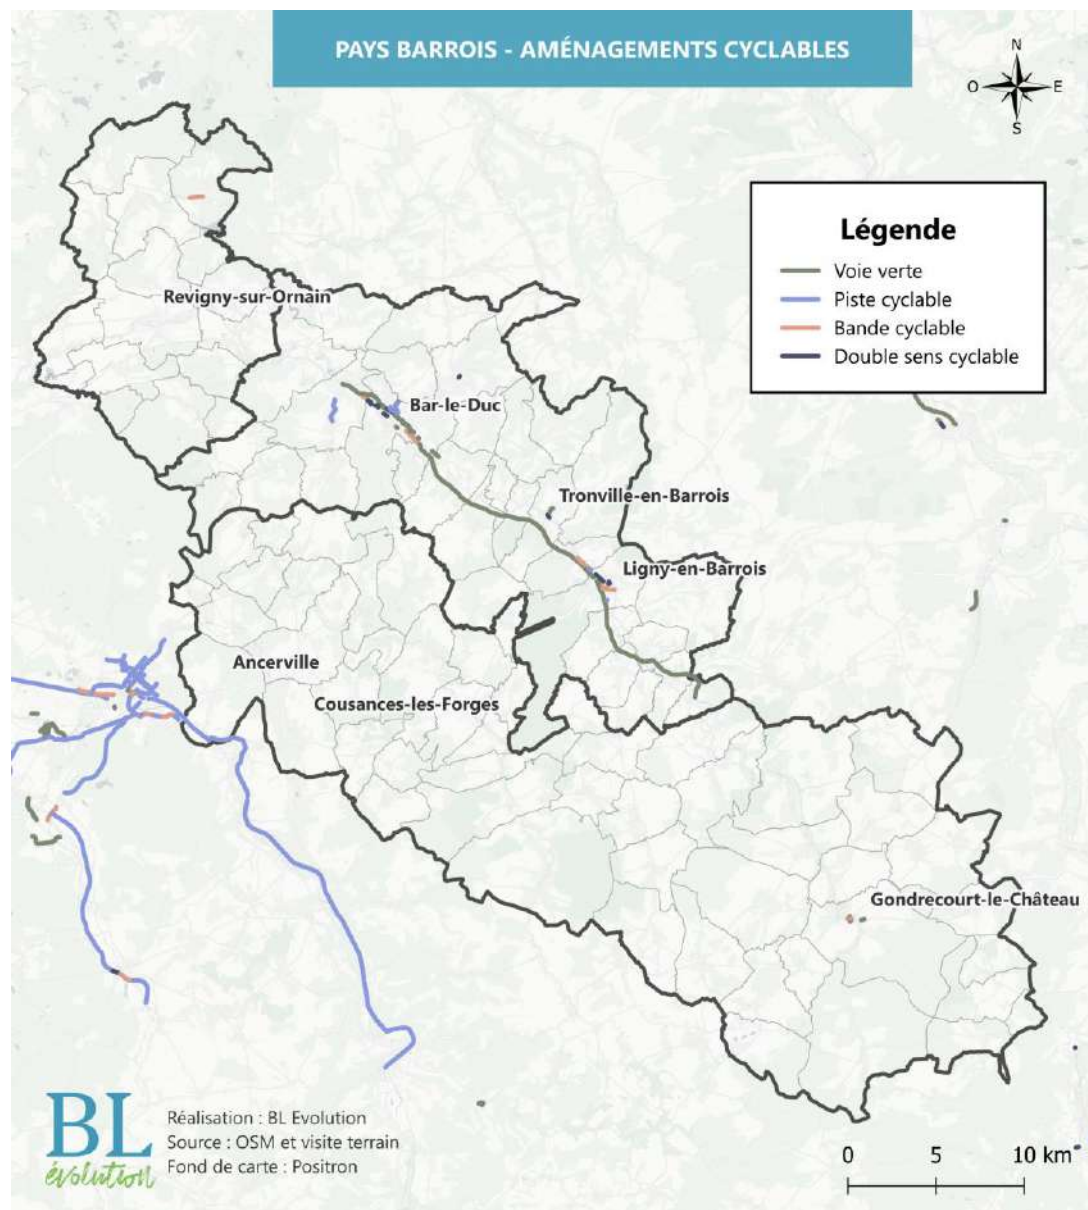 PAYS BARROIS - AMÉNAGEMENTS CYCLABLES
N
O
E
S
Légende
Voie verte
Piste cyclable
Bande cyclable
Double sens cyclable
Revigny-sur-Ornain
Bar-le-Duc
Tronville-en-Barrois
Ligny-en-Barrois
Ancerville
Cousances-les-Forges
Gondrecourt-le-Château
BL
évolution
Réalisation : BL Evolution
Source : OSM et visite terrain
Fond de carte : Positron
0 5 10 km